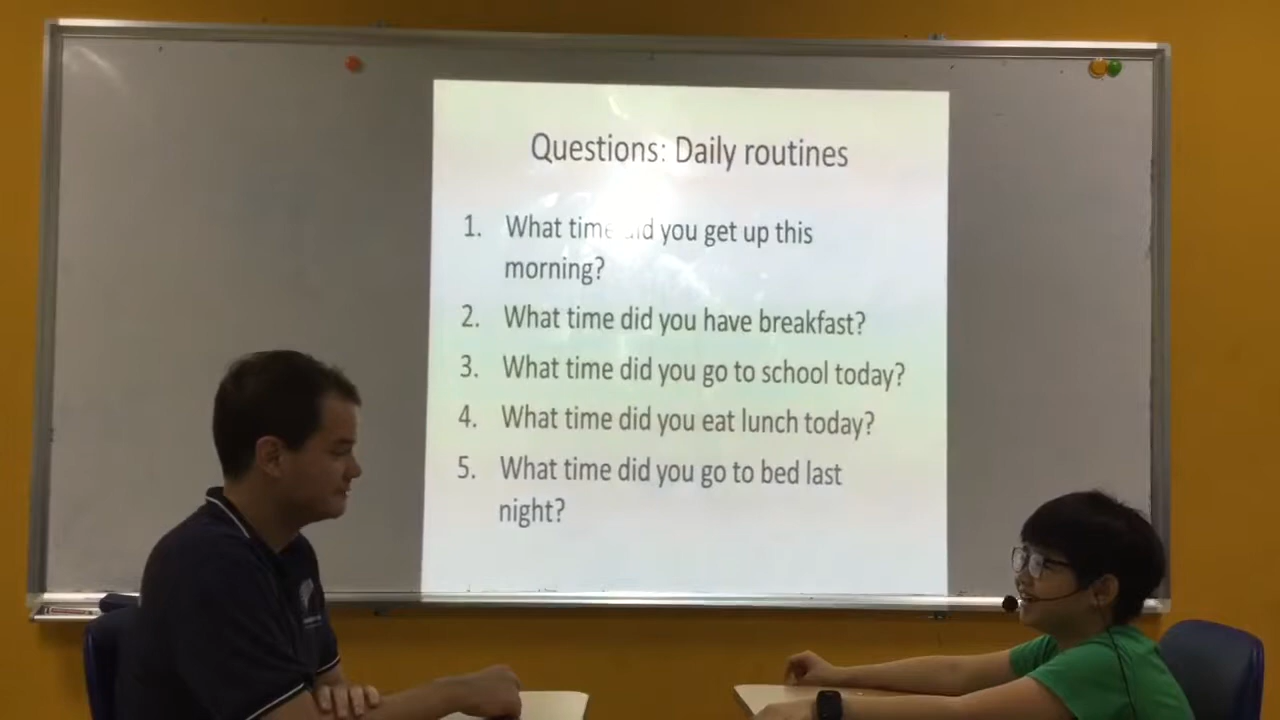 Questions: Daily routines
1. What time did you get up this
morning?
2. What time did you have breakfast?
3. What time did you go to school today?
4. What time did you eat lunch today?
5. What time did you go to bed last
night?